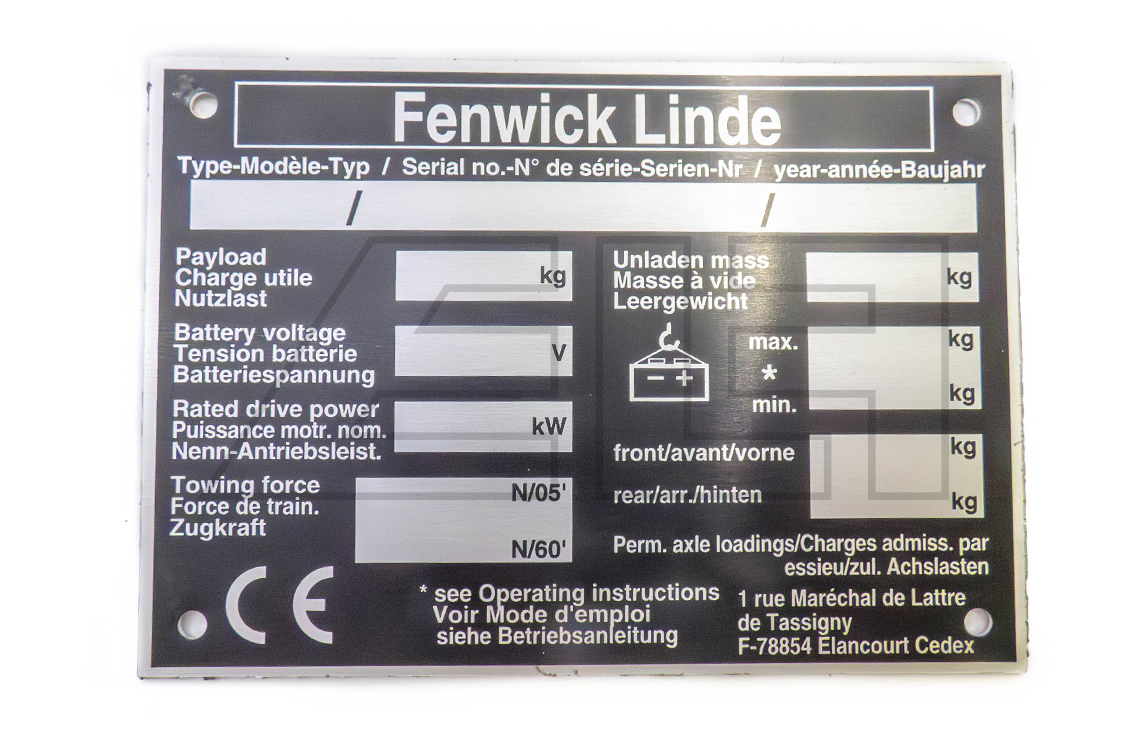 Fenwick Linde
Type-Modèle-Typ / Serial no.-N° de série-Serien-Nr / year-année-Baujahr
/ /
Payload
Charge utile
Nutzlast
kg
Unladen mass
Masse à vide
Leergewicht
kg
Battery voltage
Tension batterie
Batteriespannung
V
max. kg
*
min. kg
- +
Rated drive power
Puissance motr. nom.
Nenn-Antriebsleist.
kW
front/avant/vorne kg
rear/arr./hinten kg
Towing force
Force de train.
Zugkraft
N/05'
N/60'
Perm. axle loadings/Charges admiss. par
essieu/zul. Achslasten
CE
* see Operating instructions
Voir Mode d'emploi
siehe Betriebsanleitung
1 rue Maréchal de Lattre
de Tassigny
F-78854 Elancourt Cedex